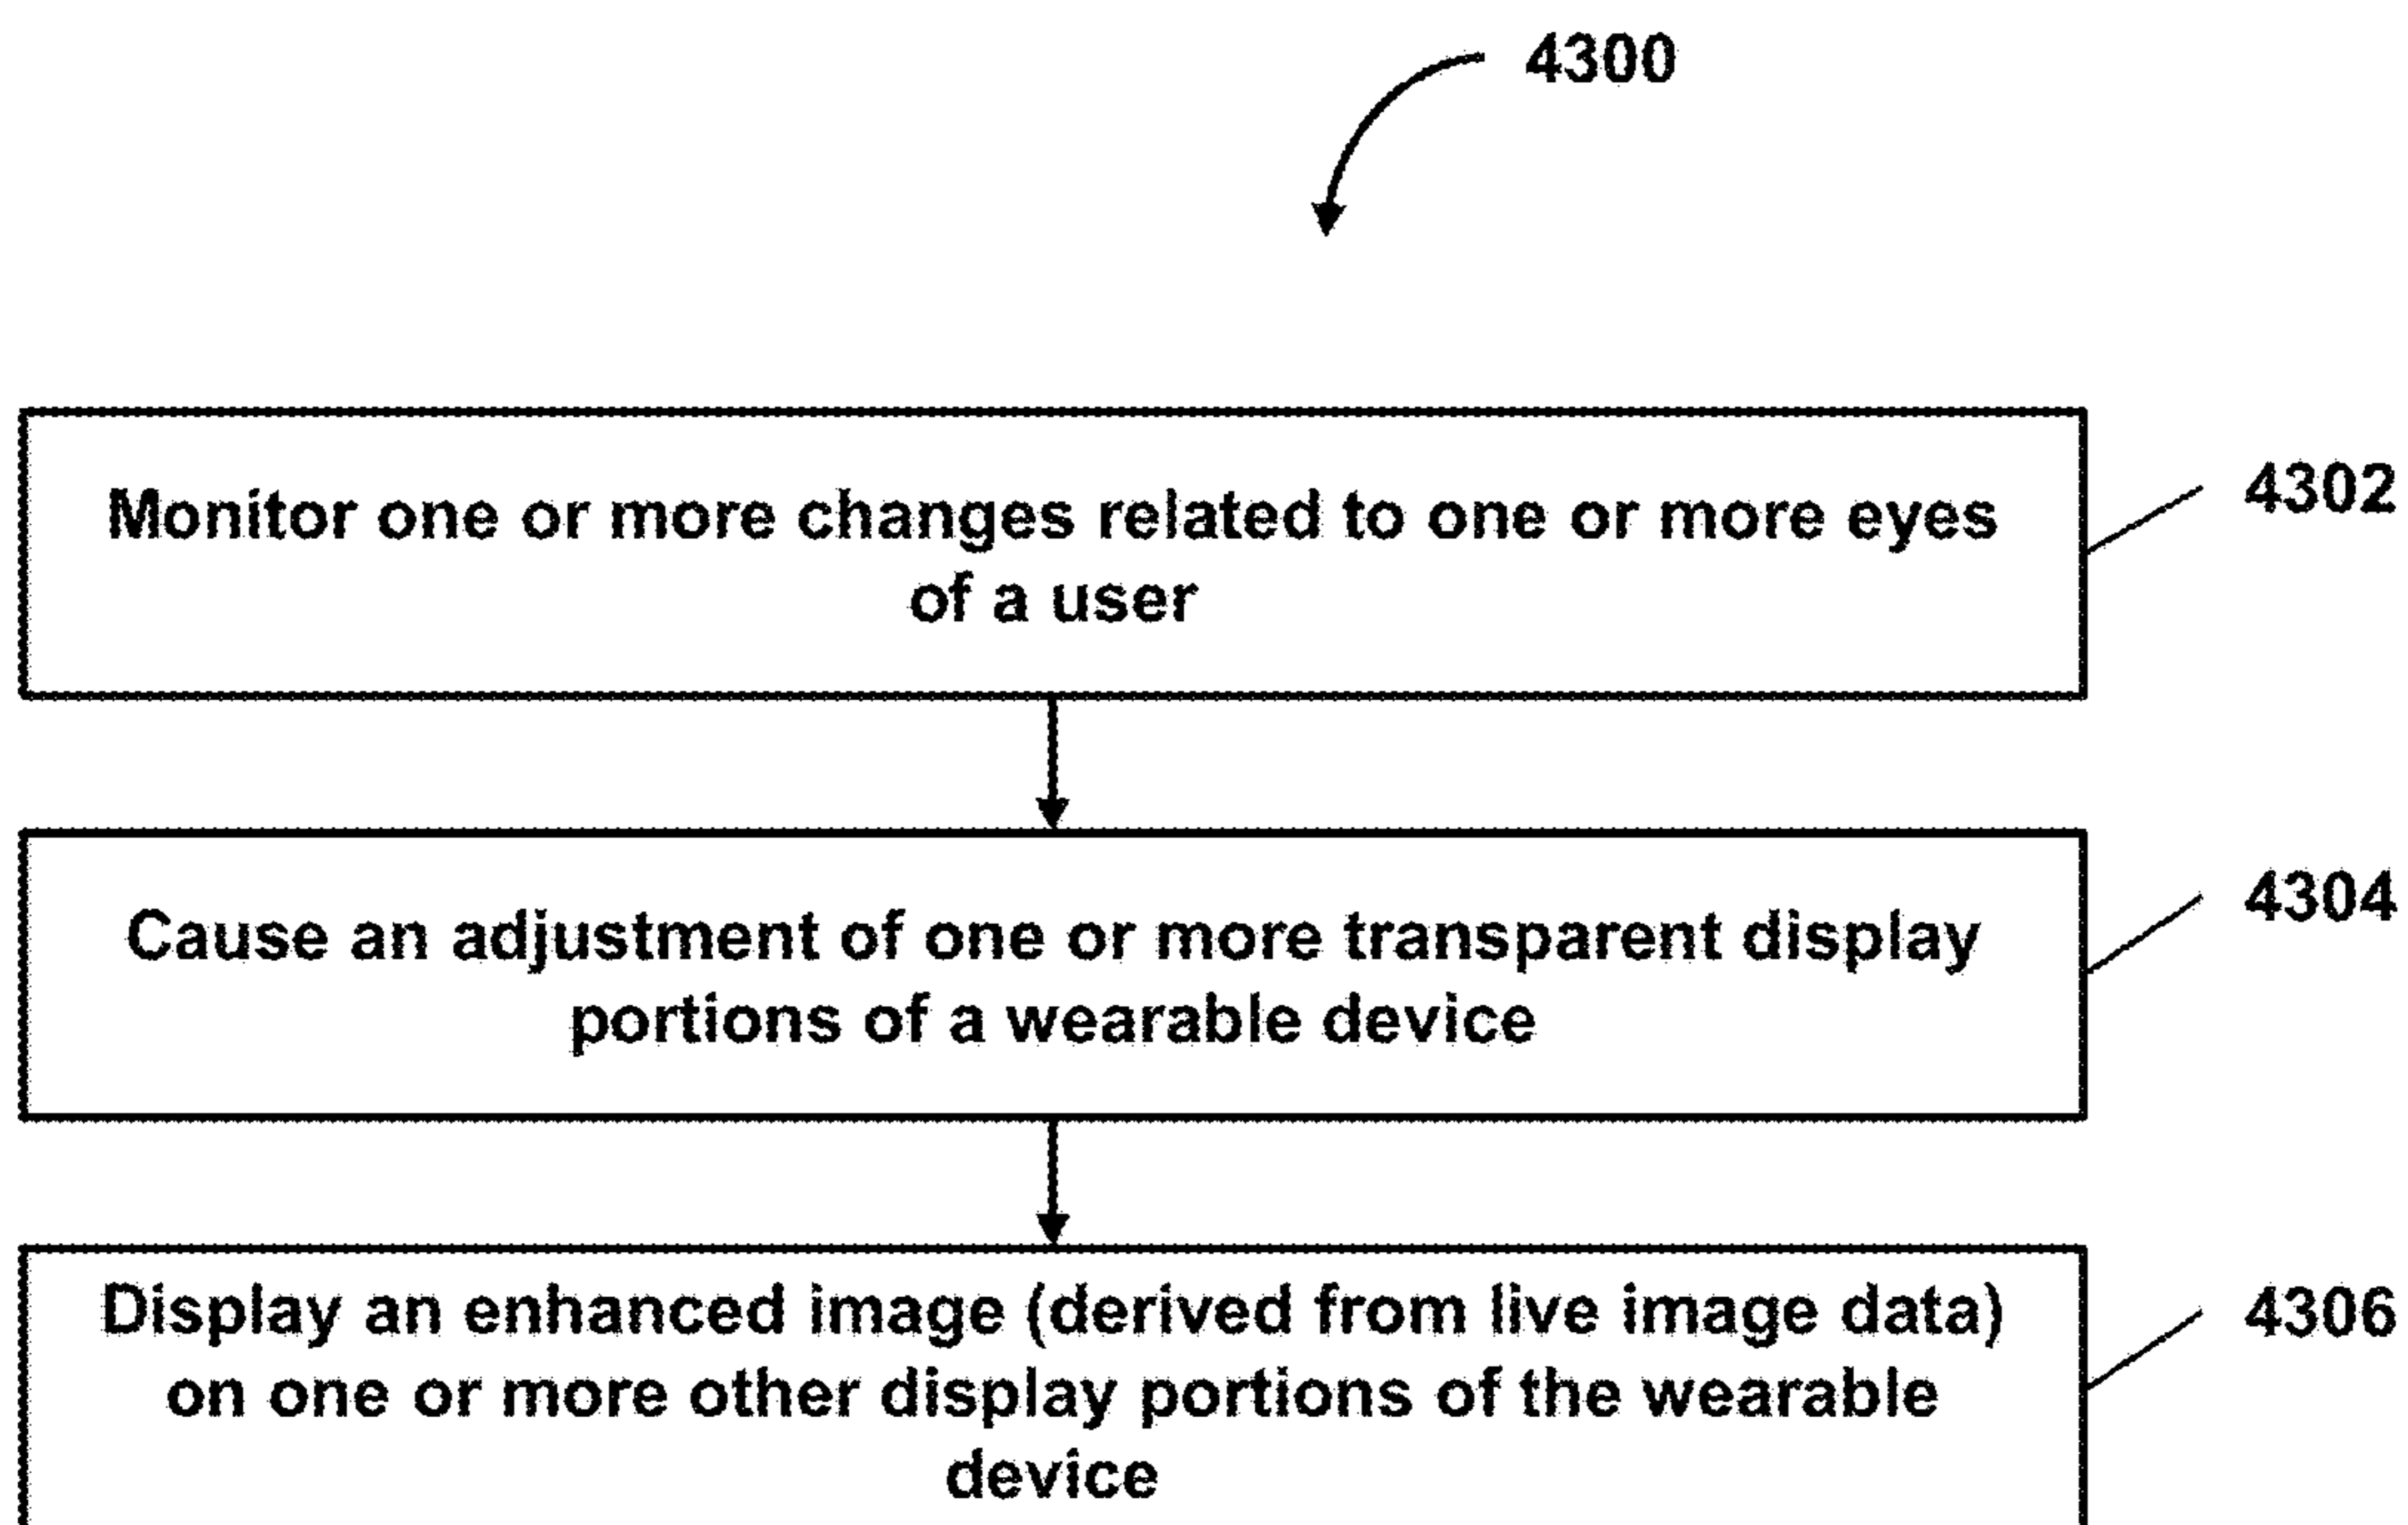 4300
Monitor one or more changes related to one or more eyes
of a user
4302
Cause an adjustment of one or more transparent display
portions of a wearable device
4304
Display an enhanced image (derived from live image data)
on one or more other display portions of the wearable
device
4306